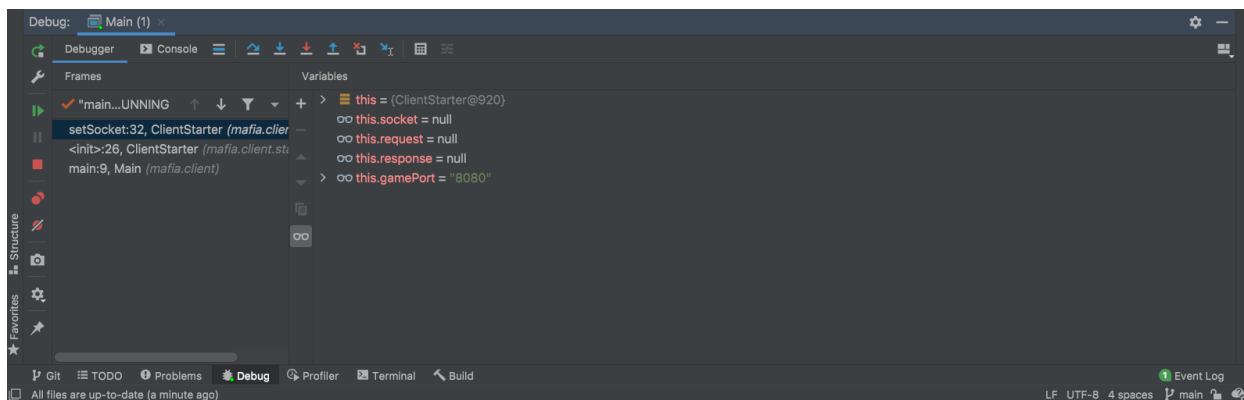 Debug: Main (1)
Debugger Console
Frames
Variables
"main...UNNING
this = {ClientStarter@920}
setSocket:32, ClientStarter (mafia.clier
this.socket = null
<init>:26, ClientStarter (mafia.client.sta
this.request = null
main:9, Main (mafia.client)
this.response = null
this.gamePort = "8080"
Structure
Favorites
Git TODO Problems Debug Profiler Terminal Build 1 Event Log
All files are up-to-date (a minute ago) LF UTF-8 4 spaces main